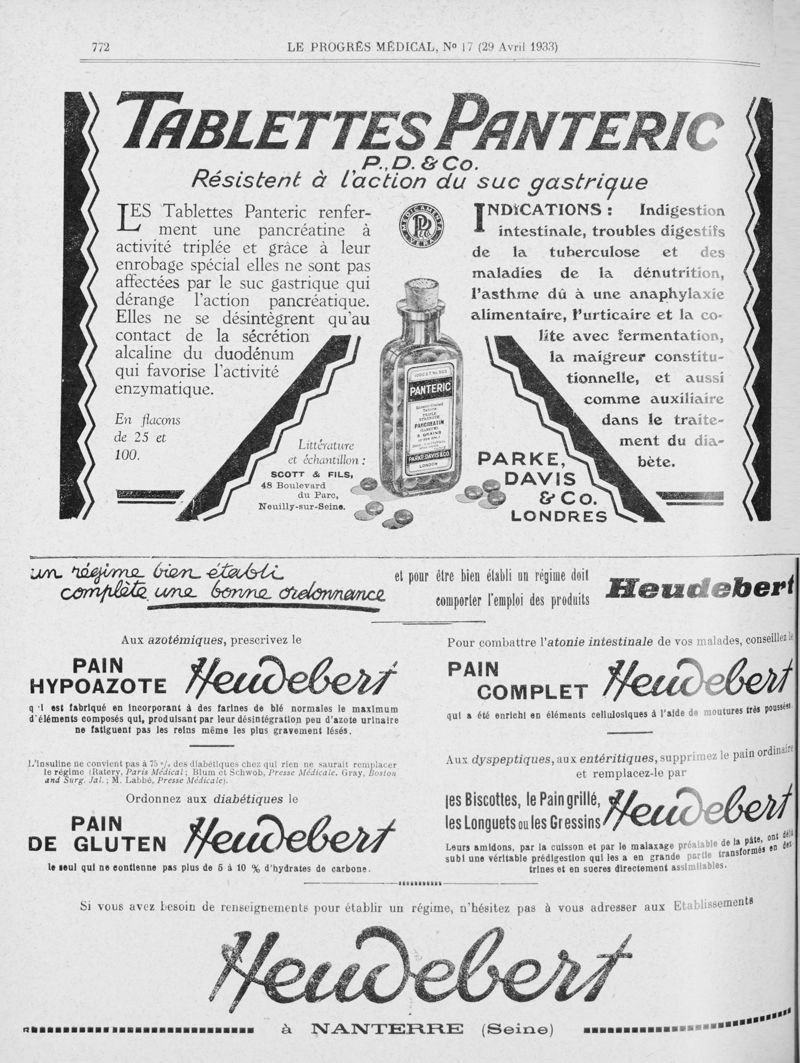 772
LE PROGRÈS MÉDICAL, No 17 (29 Avril 1933)
TABLETTES PANTERIC
P., D. & Co.
Résistent à l'action du suc gastrique
LES Tablettes Panteric renfer-
ment une pancréatine à
activité triplée et grâce à leur
enrobage spécial elles ne sont pas
affectées par le suc gastrique qui
dérange l'action pancréatique.
Elles ne se désintègrent qu'au
contact de la sécrétion
alcaline du duodénum
qui favorise l'activité
enzymatique.
En flacons
de 25 et
100.
Littérature
et échantillon :
SCOTT & FILS,
48 Boulevard
du Parc,
Neuilly-sur-Seine.
PANTERIC
TRIPLE
STRENGTH
PANCREATIN
5 GRAINS
PARKE, DAVIS & CO.
LONDON
INDICATIONS : Indigestion
intestinale, troubles digestifs
de la tuberculose et des
maladies de la dénutrition,
l'asthme dû à une anaphylaxie
alimentaire, l'urticaire et la co-
lite avec fermentation,
la maigreur constitu-
tionnelle, et aussi
comme auxiliaire
dans le traite-
ment du dia-
bète.
PARKE,
DAVIS
& Co.
LONDRES
un régime bien établi
complète une bonne ordonnance
et pour être bien établi un régime doit
comporter l'emploi des produits
Heudebert
Aux azotémiques, prescrivez le
PAIN
HYPOAZOTE
Heudebert
q i l est fabriqué en incorporant à des farines de blé normales le maximum
d'éléments composés qui, produisant par leur désintégration peu d'azote urinaire
ne fatiguent pas les reins même les plus gravement lésés.
L'insuline ne convient pas à 75 % des diabétiques chez qui rien ne saurait remplacer
le régime (Ratery, Paris Médical ; Blum et Schwob, Presse Médicale. Gray, Boston
and Surg. Jal. ; M. Labbé, Presse Médicale).
Ordonnez aux diabétiques le
PAIN
DE GLUTEN
Heudebert
le seul qui ne contienne pas plus de 5 à 10 % d'hydrates de carbone.
Pour combattre l'atonie intestinale de vos malades, conseillez le
PAIN
COMPLET
Heudebert
qui a été enrichi en éléments cellulosiques à l'aide de moutures très poussées.
Aux dyspeptiques, aux entéritiques, supprimez le pain ordinaire
et remplacez-le par
les Biscottes, le Pain grillé,
les Longuets ou les Gressins
Heudebert
Leurs amidons, par la cuisson et par le malaxage préalable de la pâte, ont déjà
subi une véritable prédigestion qui les a en grande partie transformés en dex-
trines et en sucres directement assimilables.
Si vous avez besoin de renseignements pour établir un régime, n'hésitez pas à vous adresser aux Etablissements
Heudebert
à NANTERRE (Seine)